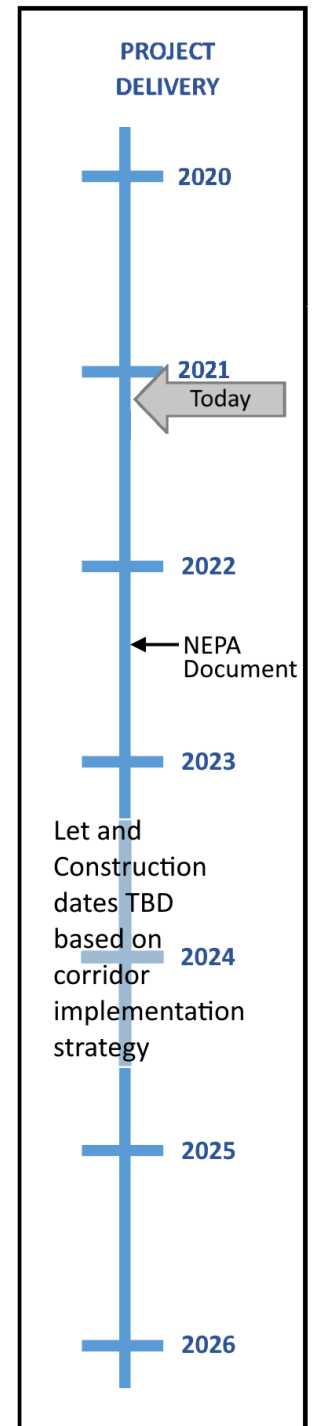 PROJECT
DELIVERY
2020
2021
Today
2022
NEPA
Document
2023
Let and
Construction
dates TBD
based on
2024
corridor
implementation
strategy
2025
2026